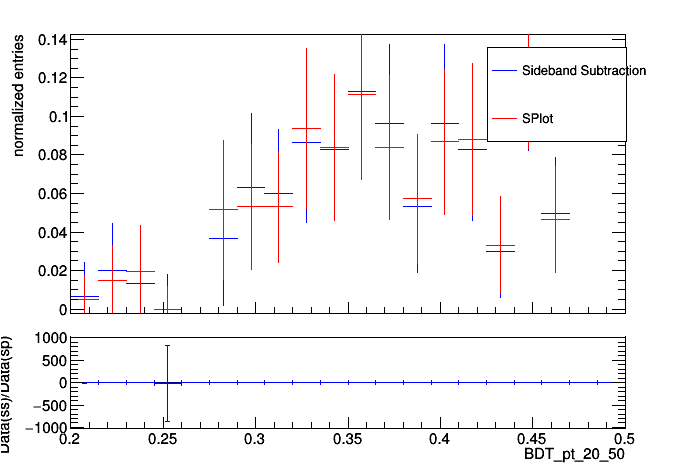 normalized entries
0.14
0.12
0.1
0.08
0.06
0.04
0.02
0
Sideband Subtraction
SPlot
Data(ss)/Data(sp)
1000
500
0
−500
−1000
0.2 0.25 0.3 0.35 0.4 0.45 0.5
BDT_pt_20_50